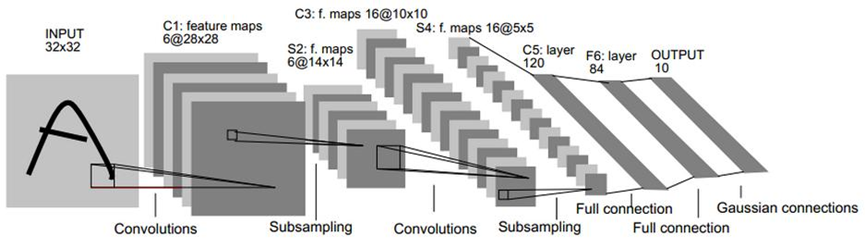 INPUT
32x32
C1: feature maps
6@28x28
C3: f. maps 16@10x10
S2: f. maps
6@14x14
S4: f. maps 16@5x5
C5: layer
120
F6: layer
84
OUTPUT
10
A
Convolutions
Subsampling
Convolutions
Subsampling
Full connection
Full connection
Gaussian connections